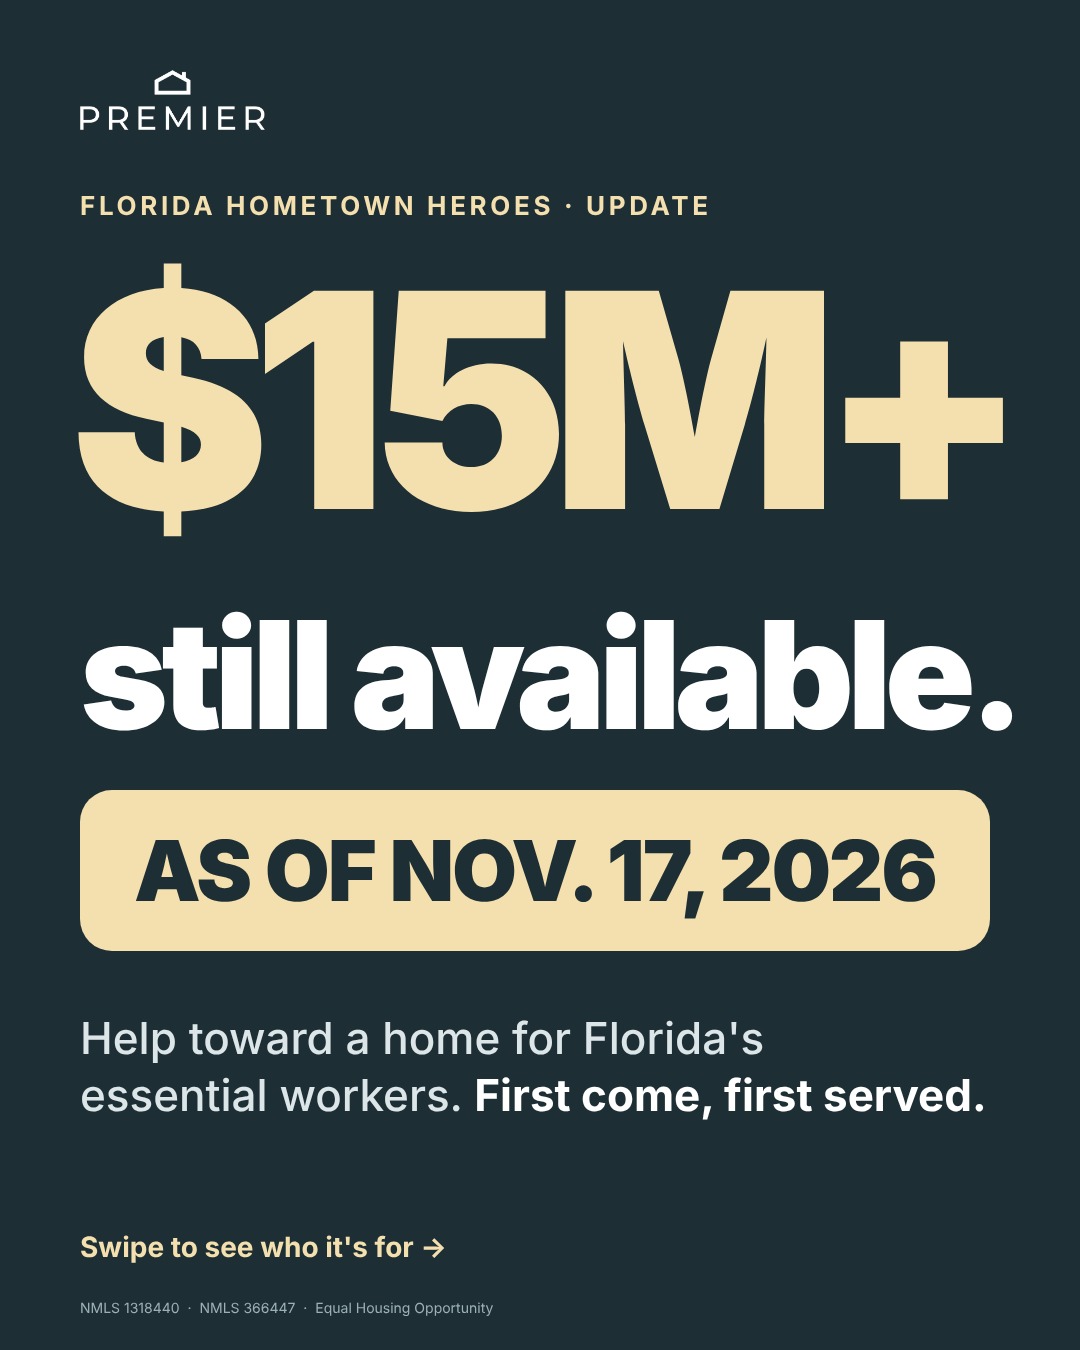 PREMIER
FLORIDA HOMETOWN HEROES · UPDATE
$15M+
still available.
AS OF NOV. 17, 2026
Help toward a home for Florida's
essential workers. First come, first served.
Swipe to see who it's for →
NMLS 1318440 · NMLS 366447 · Equal Housing Opportunity